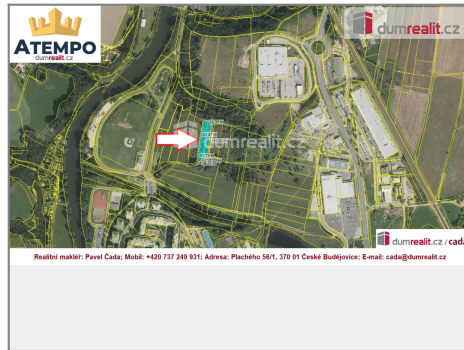 ATEMPO
dumrealit.cz
dumrealit.cz
dumrealit.cz
dumrealit.cz / cada
Realitní makléř: Pavel Čada; Mobil: +420 737 249 931; Adresa: Plachého 56/1, 370 01 České Budějovice; E-mail: cada@dumrealit.cz